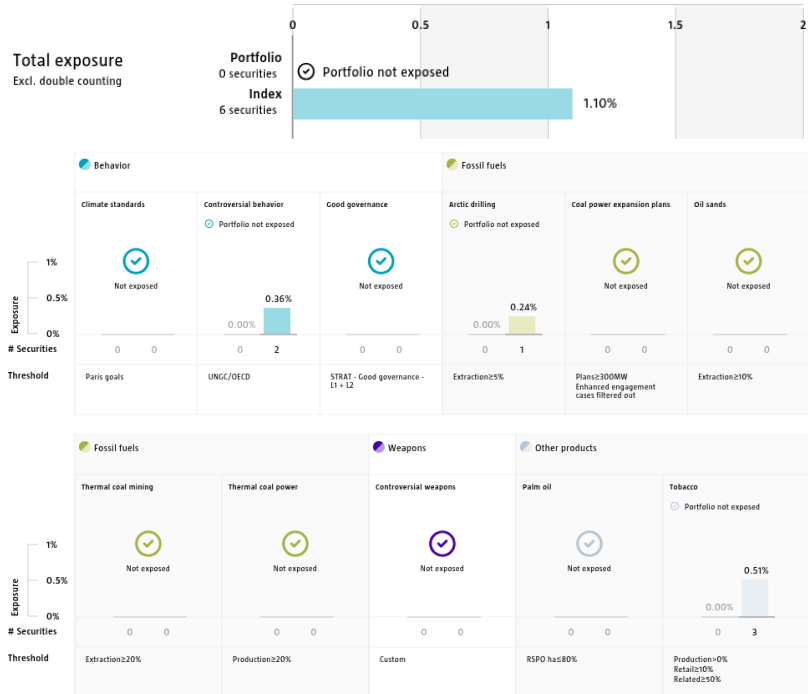 0 0.5 1 1.5 2
Total exposure
Excl. double counting
Portfolio
0 securities
Portfolio not exposed
Index
6 securities
1.10%
Behavior Fossil fuels
Climate standards Controversial behavior Good governance Arctic drilling Coal power expansion plans Oil sands
Portfolio not exposed Portfolio not exposed
1%
Not exposed Not exposed Not exposed Not exposed
Exposure
0.5%
0.36%
0.24%
0.00% 0.00%
0%
# Securities 0 0 0 2 0 0 0 1 0 0 0 0
Threshold Paris goals UNGC/OECD STRAT - Good governance - Extraction≥5% Plans≥300MW Extraction≥10%
L1 + L2 Enhanced engagement
cases filtered out
Fossil fuels Weapons Other products
Thermal coal mining Thermal coal power Controversial weapons Palm oil Tobacco
Portfolio not exposed
1%
Not exposed Not exposed Not exposed Not exposed
0.51%
Exposure
0.5%
0.00%
0%
# Securities 0 0 0 0 0 0 0 0 0 3
Threshold Extraction≥20% Production≥20% Custom RSPO ha≤80% Production>0%
Retail≥10%
Related≥50%